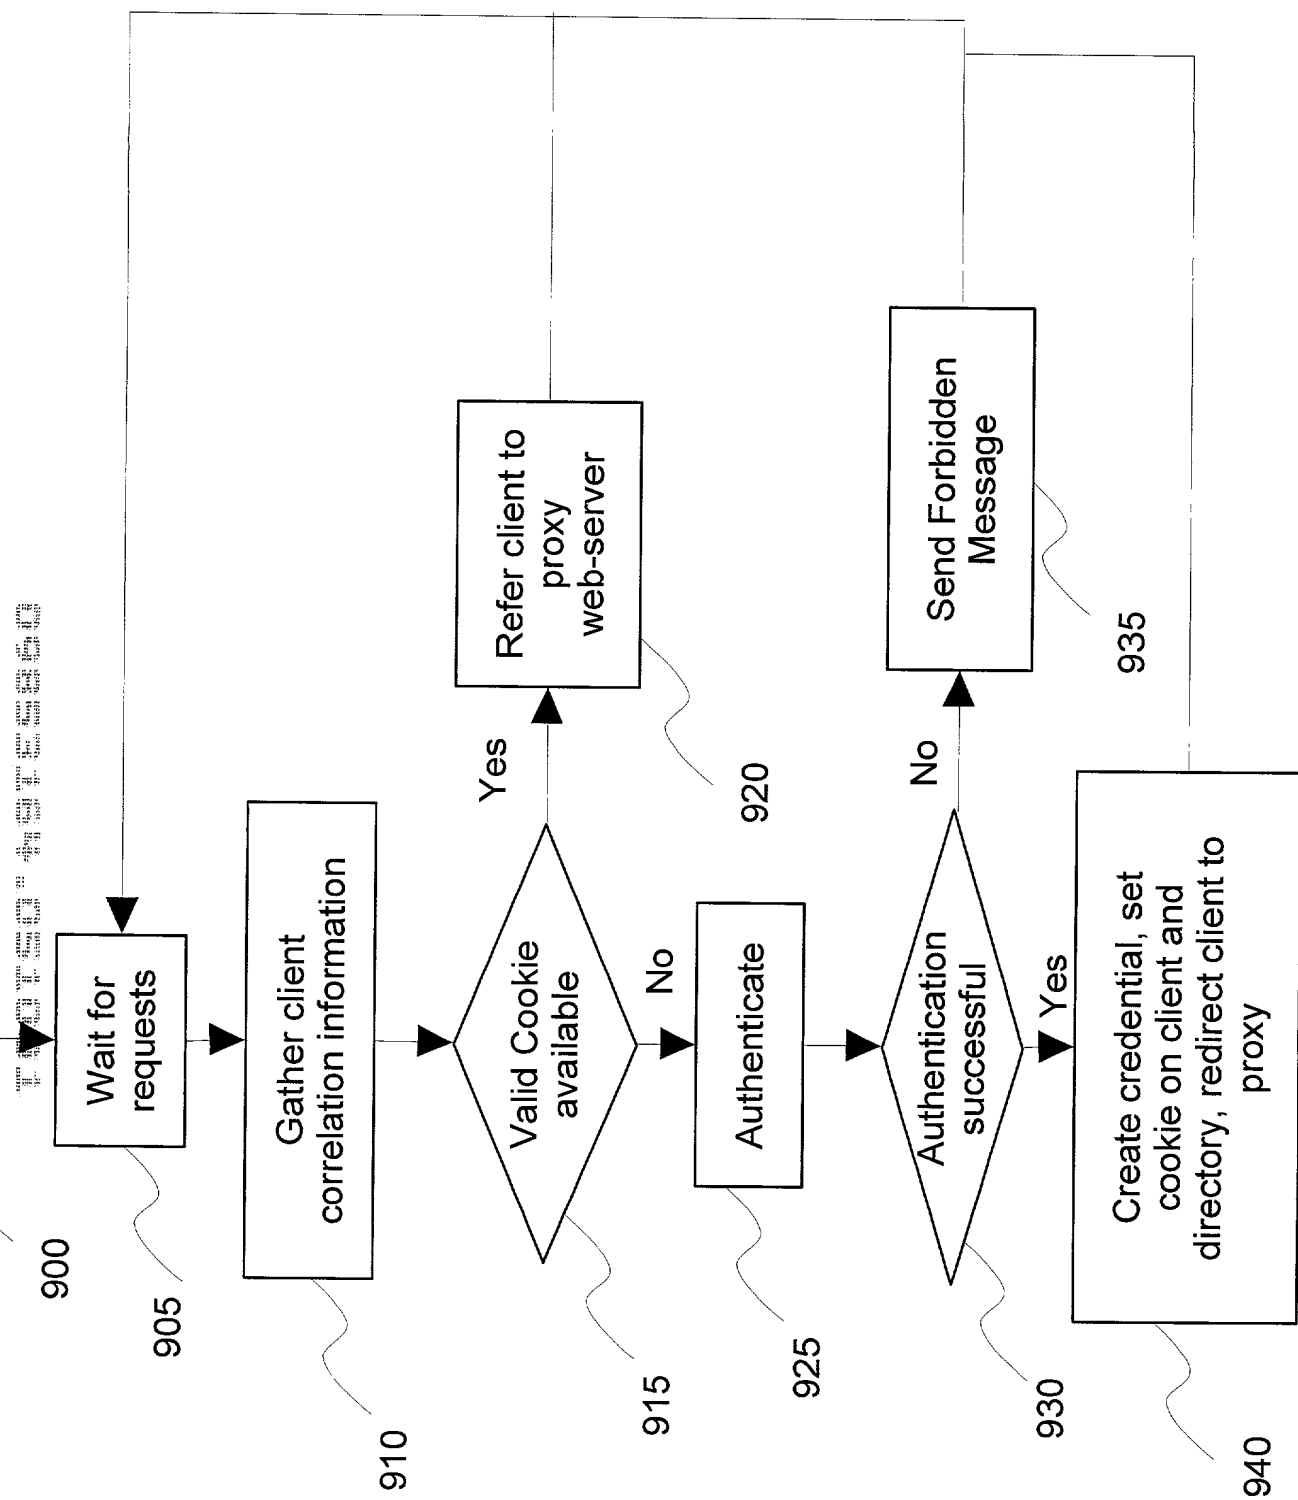 900
Wait for
requests
905
Gather client
correlation information
910
Valid Cookie
available
915
Yes
Refer client to
proxy
web-server
920
No
Authenticate
925
Authentication
successful
930
No
Send Forbidden
Message
935
Yes
Create credential, set
cookie on client and
directory, redirect client to
proxy
940